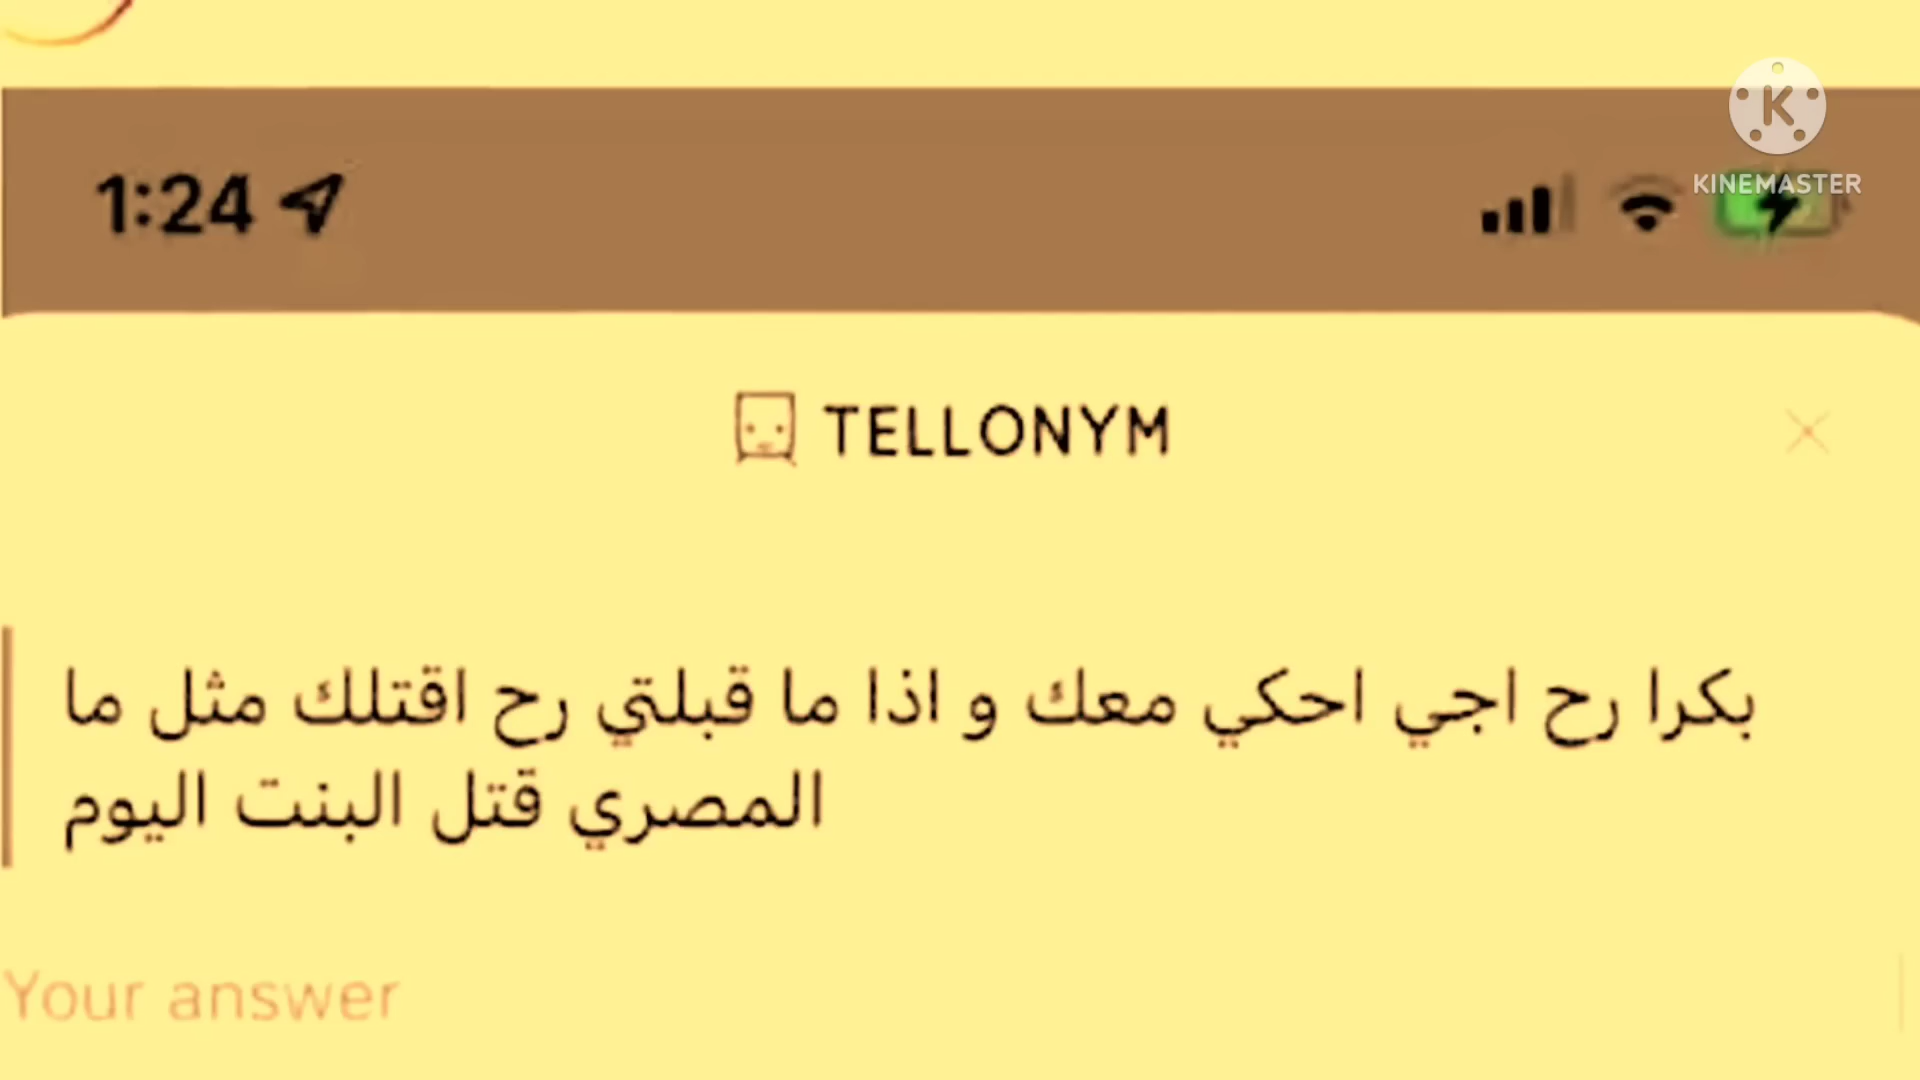 1:24
K
KINEMASTER
TELLONYM
بكرا رح اجي احكي معك و اذا ما قبلتي رح اقتلك مثل ما
المصري قتل البنت اليوم
Your answer